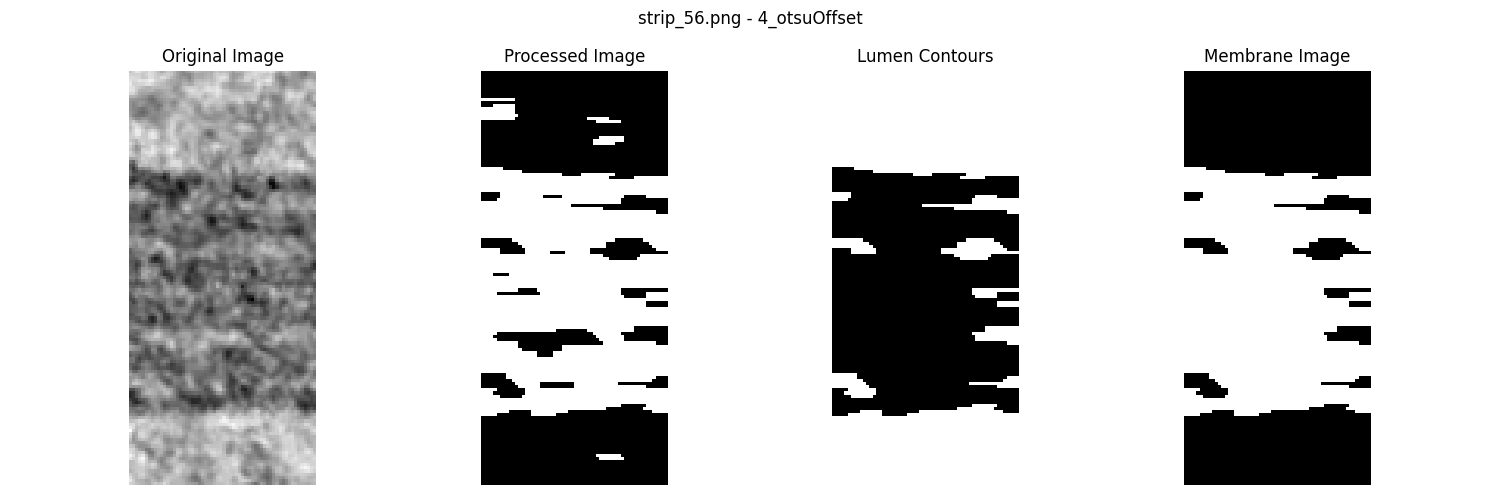 strip_56.png - 4_otsuOffset
Original Image
Processed Image
Lumen Contours
Membrane Image